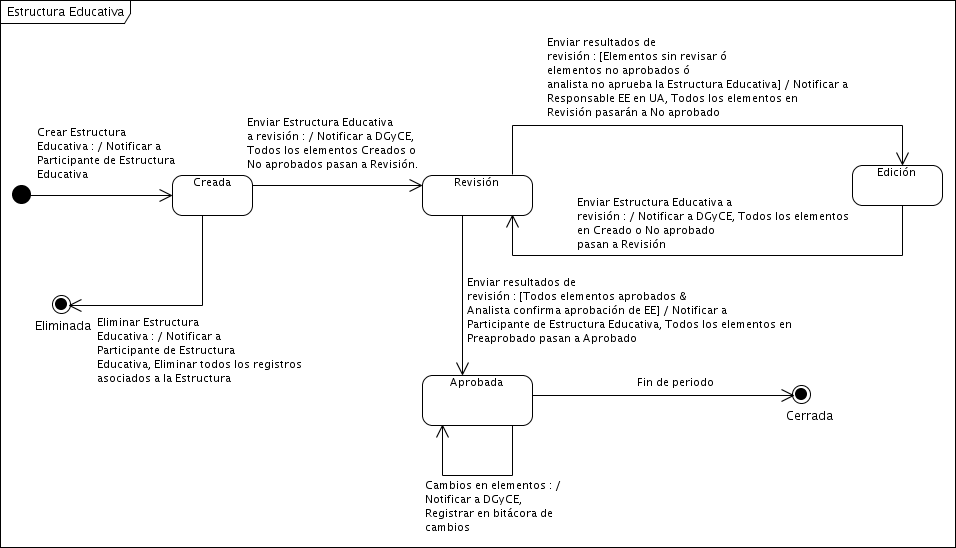 Estructura Educativa
Enviar resultados de
revisión : [Elementos sin revisar ó
elementos no aprobados ó
analista no aprueba la Estructura Educativa] / Notificar a
Responsable EE en UA, Todos los elementos en
Revisión pasarán a No aprobado
Crear Estructura
Educativa : / Notificar a
Participante de Estructura
Educativa
Enviar Estructura Educativa
a revisión : / Notificar a DGyCE,
Todos los elementos Creados o
No aprobados pasan a Revisión.
Creada
Revisión
Edición
Enviar Estructura Educativa a
revisión : / Notificar a DGyCE, Todos los elementos
en Creado o No aprobado
pasan a Revisión
Eliminada
Eliminar Estructura
Educativa : / Notificar a
Participante de Estructura
Educativa, Eliminar todos los registros
asociados a la Estructura
Enviar resultados de
revisión : [Todos elementos aprobados &
Analista confirma aprobación de EE] / Notificar a
Participante de Estructura Educativa, Todos los elementos en
Preaprobado pasan a Aprobado
Aprobada
Fin de periodo
Cerrada
Cambios en elementos : /
Notificar a DGyCE,
Registrar en bitácora de
cambios